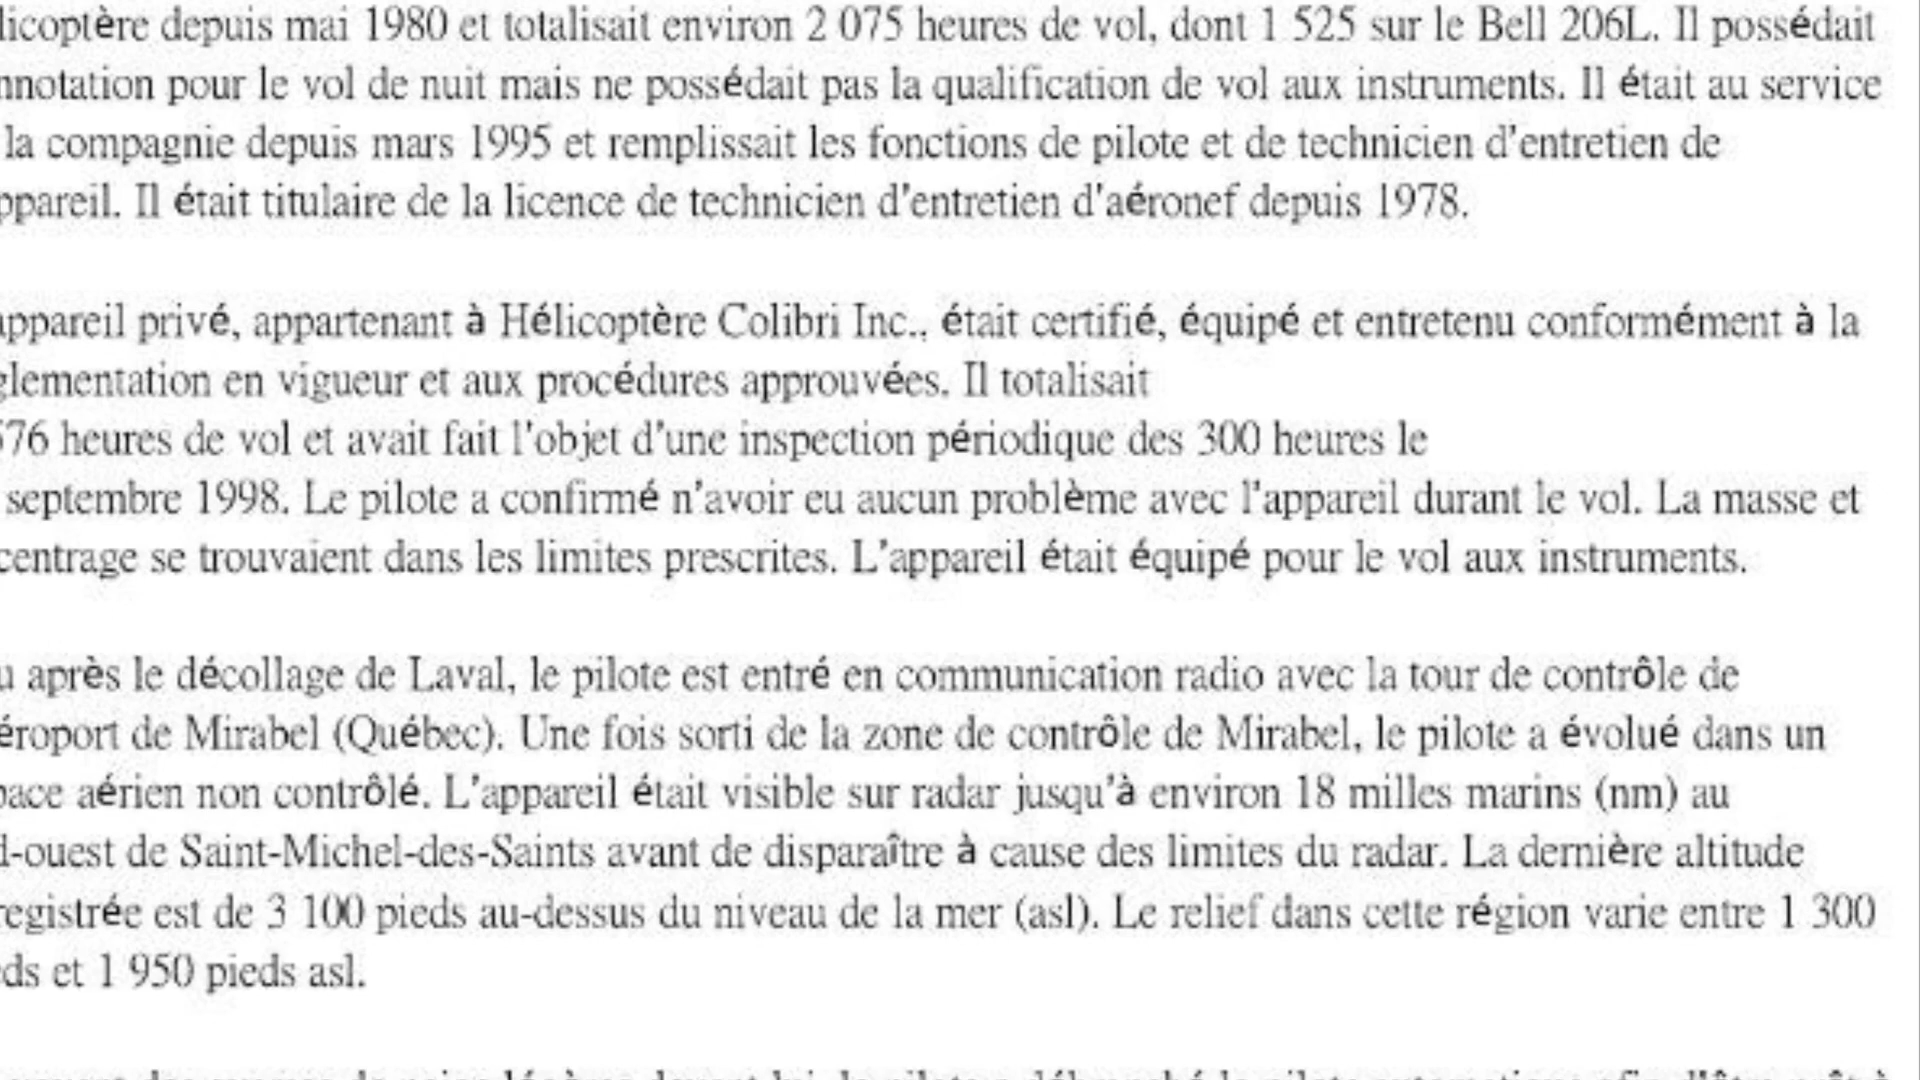 licoptère depuis mai 1980 et totalisait environ 2 075 heures de vol, dont 1 525 sur le Bell 206L. Il possédait
nnotation pour le vol de nuit mais ne possédait pas la qualification de vol aux instruments. Il était au service
la compagnie depuis mars 1995 et remplissait les fonctions de pilote et de technicien d'entretien de
ppareil. Il était titulaire de la licence de technicien d'entretien d'aéronef depuis 1978.
appareil privé, appartenant à Hélicoptère Colibri Inc., était certifié, équipé et entretenu conformément à la
glementation en vigueur et aux procédures approuvées. Il totalisait
576 heures de vol et avait fait l'objet d'une inspection périodique des 300 heures le
septembre 1998. Le pilote a confirmé n'avoir eu aucun problème avec l'appareil durant le vol. La masse et
centrage se trouvaient dans les limites prescrites. L'appareil était équipé pour le vol aux instruments.
u après le décollage de Laval, le pilote est entré en communication radio avec la tour de contrôle de
éroport de Mirabel (Québec). Une fois sorti de la zone de contrôle de Mirabel, le pilote a évolué dans un
pace aérien non contrôlé. L'appareil était visible sur radar jusqu'à environ 18 milles marins (nm) au
d-ouest de Saint-Michel-des-Saints avant de disparaître à cause des limites du radar. La dernière altitude
registrée est de 3 100 pieds au-dessus du niveau de la mer (asl). Le relief dans cette région varie entre 1 300
ds et 1 950 pieds asl.